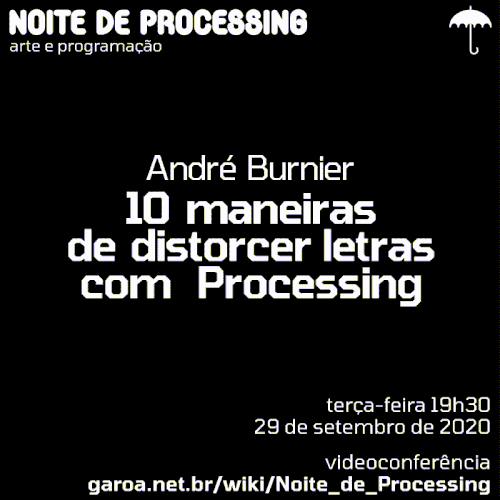 NOITE DE PROCESSING
arte e programação
André Burnier
10 maneiras
de distorcer letras
com Processing
terça-feira 19h30
29 de setembro de 2020
videoconferência
garoa.net.br/wiki/Noite_de_Processing